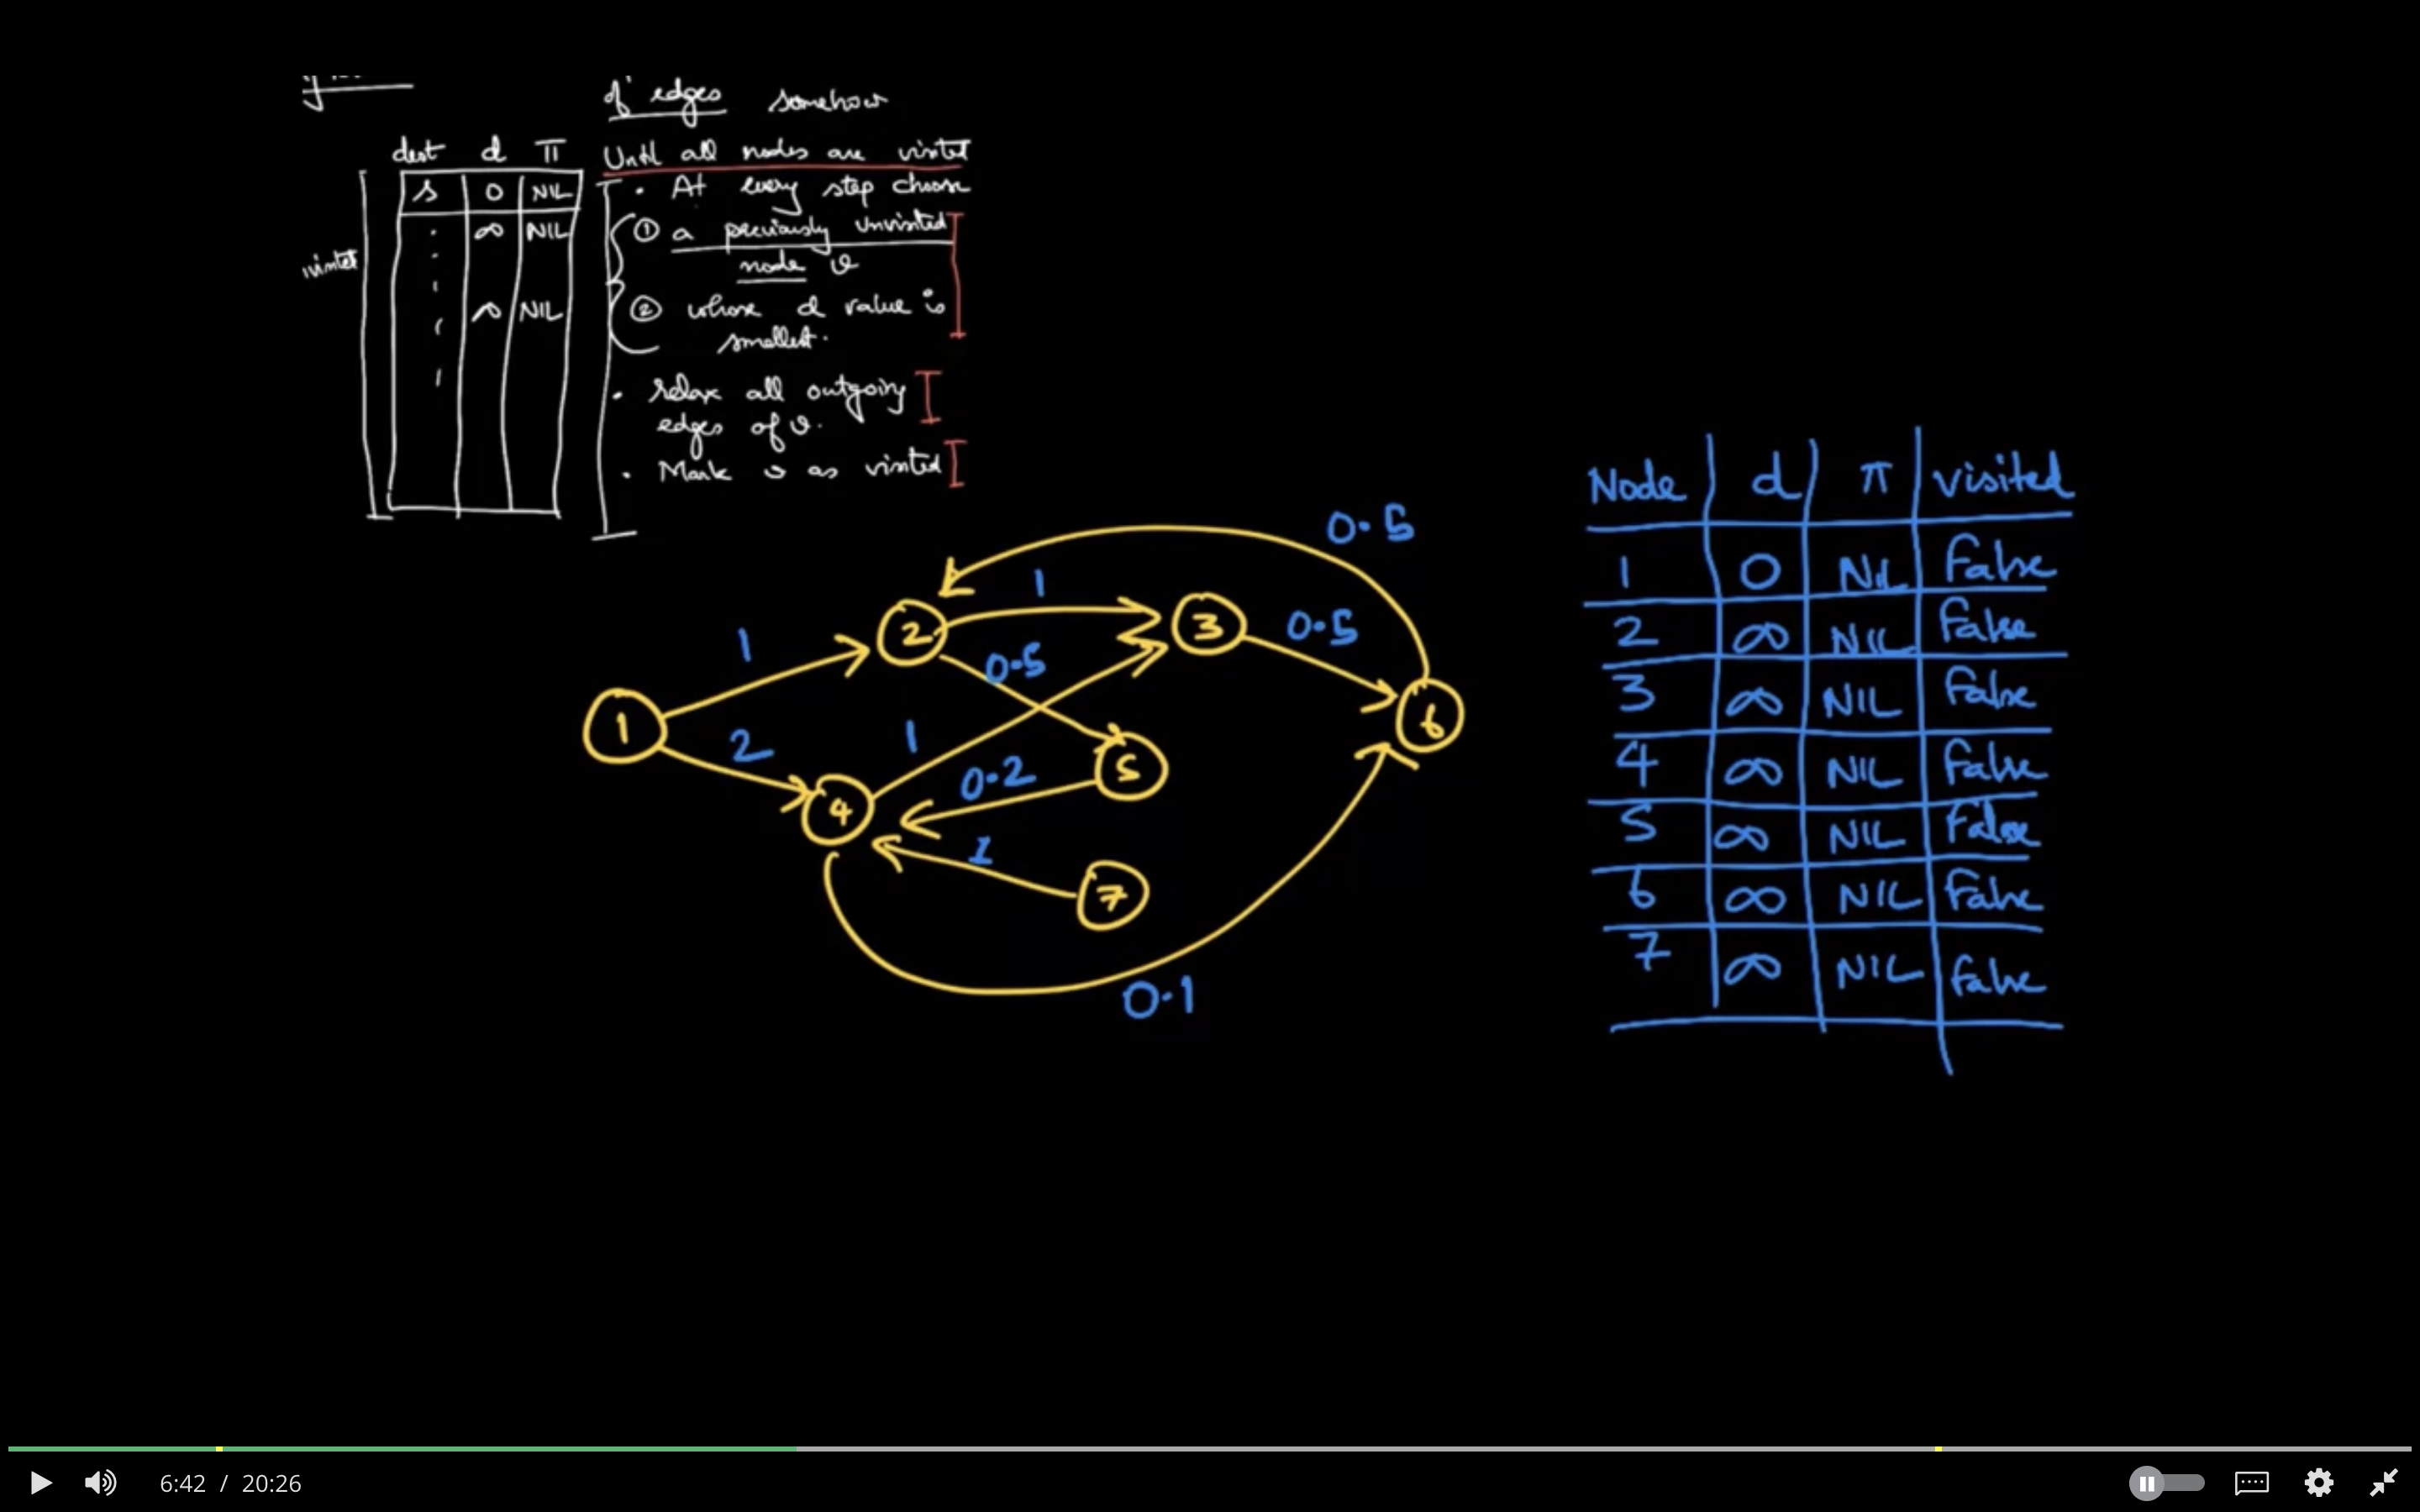 of edges somehow
dest d π
s 0 NIL
∞ NIL
∞ NIL
visited
Until all nodes are visited
• At every step choose
① a previously unvisited
node v
② whose d value is
smallest.
• relax all outgoing
edges of v.
• Mark v as visited
0.5
1
2
3
0.5
1
0.5
1
2
1
5
6
0.2
4
1
7
0.1
Node d π visited
1 0 NIL False
2 ∞ NIL False
3 ∞ NIL False
4 ∞ NIL False
5 ∞ NIL False
6 ∞ NIL False
7 ∞ NIL False
6:42 / 20:26